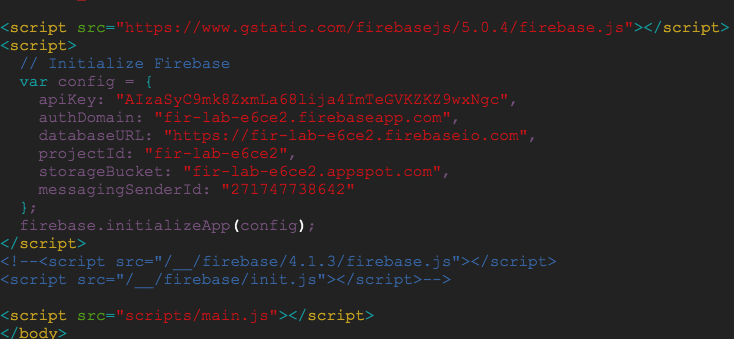 <script src="https://www.gstatic.com/firebasejs/5.0.4/firebase.js"></script>
<script>
  // Initialize Firebase
  var config = {
    apiKey: "AIzaSyC9mk8ZxmLa68lija4ImTeGVKZKZ9wxNgc",
    authDomain: "fir-lab-e6ce2.firebaseapp.com",
    databaseURL: "https://fir-lab-e6ce2.firebaseio.com",
    projectId: "fir-lab-e6ce2",
    storageBucket: "fir-lab-e6ce2.appspot.com",
    messagingSenderId: "271747738642"
  };
  firebase.initializeApp(config);
</script>
<!--<script src="/__/firebase/4.1.3/firebase.js"></script>
<script src="/__/firebase/init.js"></script>-->
<script src="scripts/main.js"></script>
</body>